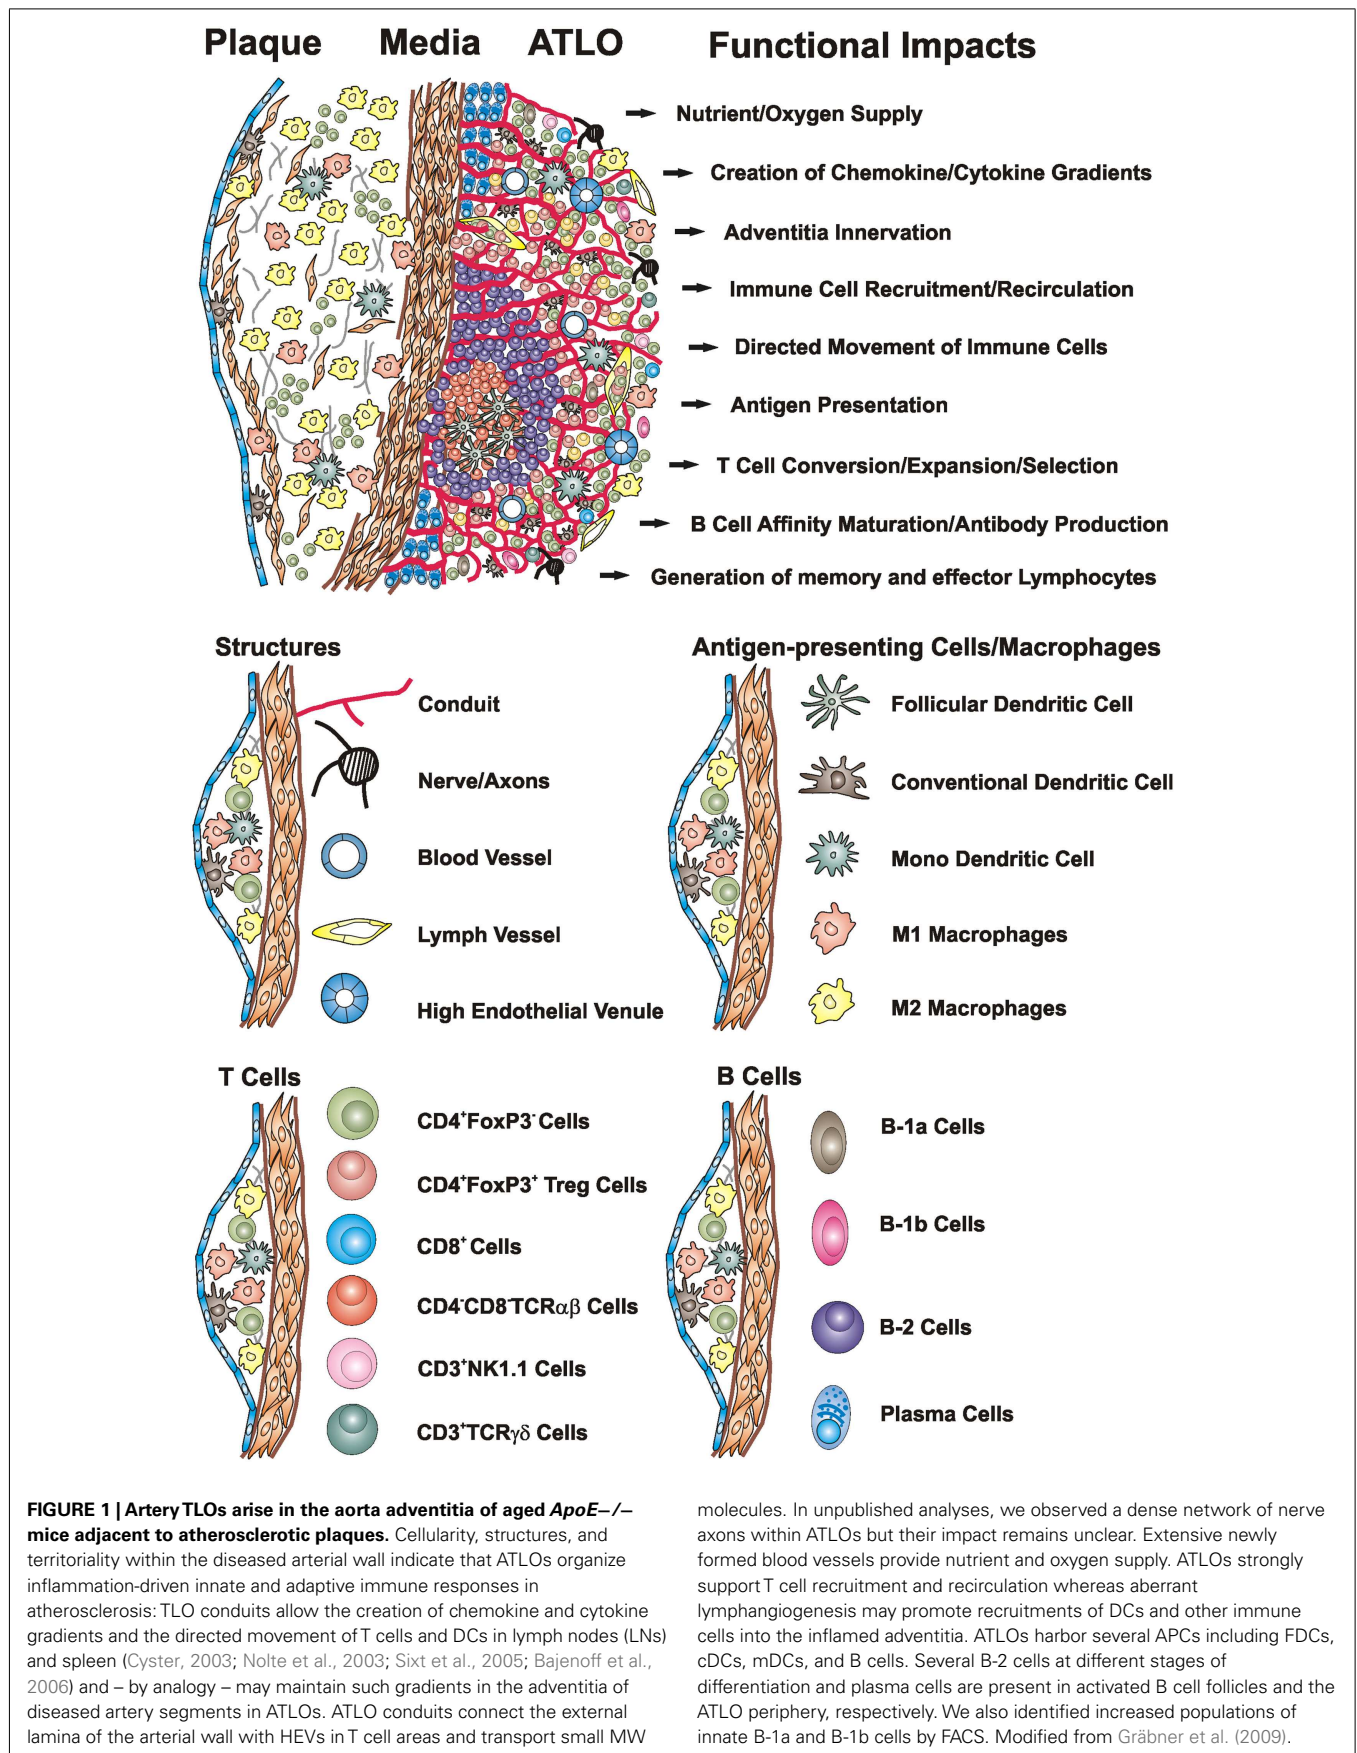 Plaque Media ATLO Functional Impacts
Nutrient/Oxygen Supply
Creation of Chemokine/Cytokine Gradients
Adventitia Innervation
Immune Cell Recruitment/Recirculation
Directed Movement of Immune Cells
Antigen Presentation
T Cell Conversion/Expansion/Selection
B Cell Affinity Maturation/Antibody Production
Generation of memory and effector Lymphocytes
Structures
Conduit
Nerve/Axons
Blood Vessel
Lymph Vessel
High Endothelial Venule
Antigen-presenting Cells/Macrophages
Follicular Dendritic Cell
Conventional Dendritic Cell
Mono Dendritic Cell
M1 Macrophages
M2 Macrophages
T Cells
CD4⁺FoxP3⁻Cells
CD4⁺FoxP3⁺ Treg Cells
CD8⁺ Cells
CD4⁻CD8⁻TCRαβ Cells
CD3⁺NK1.1 Cells
CD3⁺TCRγδ Cells
B Cells
B-1a Cells
B-1b Cells
B-2 Cells
Plasma Cells
FIGURE 1 | Artery TLOs arise in the aorta adventitia of aged ApoE−/−
mice adjacent to atherosclerotic plaques. Cellularity, structures, and
territoriality within the diseased arterial wall indicate that ATLOs organize
inflammation-driven innate and adaptive immune responses in
atherosclerosis: TLO conduits allow the creation of chemokine and cytokine
gradients and the directed movement of T cells and DCs in lymph nodes (LNs)
and spleen (Cyster, 2003; Nolte et al., 2003; Sixt et al., 2005; Bajenoff et al.,
2006) and – by analogy – may maintain such gradients in the adventitia of
diseased artery segments in ATLOs. ATLO conduits connect the external
lamina of the arterial wall with HEVs in T cell areas and transport small MW
molecules. In unpublished analyses, we observed a dense network of nerve
axons within ATLOs but their impact remains unclear. Extensive newly
formed blood vessels provide nutrient and oxygen supply. ATLOs strongly
support T cell recruitment and recirculation whereas aberrant
lymphangiogenesis may promote recruitments of DCs and other immune
cells into the inflamed adventitia. ATLOs harbor several APCs including FDCs,
cDCs, mDCs, and B cells. Several B-2 cells at different stages of
differentiation and plasma cells are present in activated B cell follicles and the
ATLO periphery, respectively. We also identified increased populations of
innate B-1a and B-1b cells by FACS. Modified from Gräbner et al. (2009).